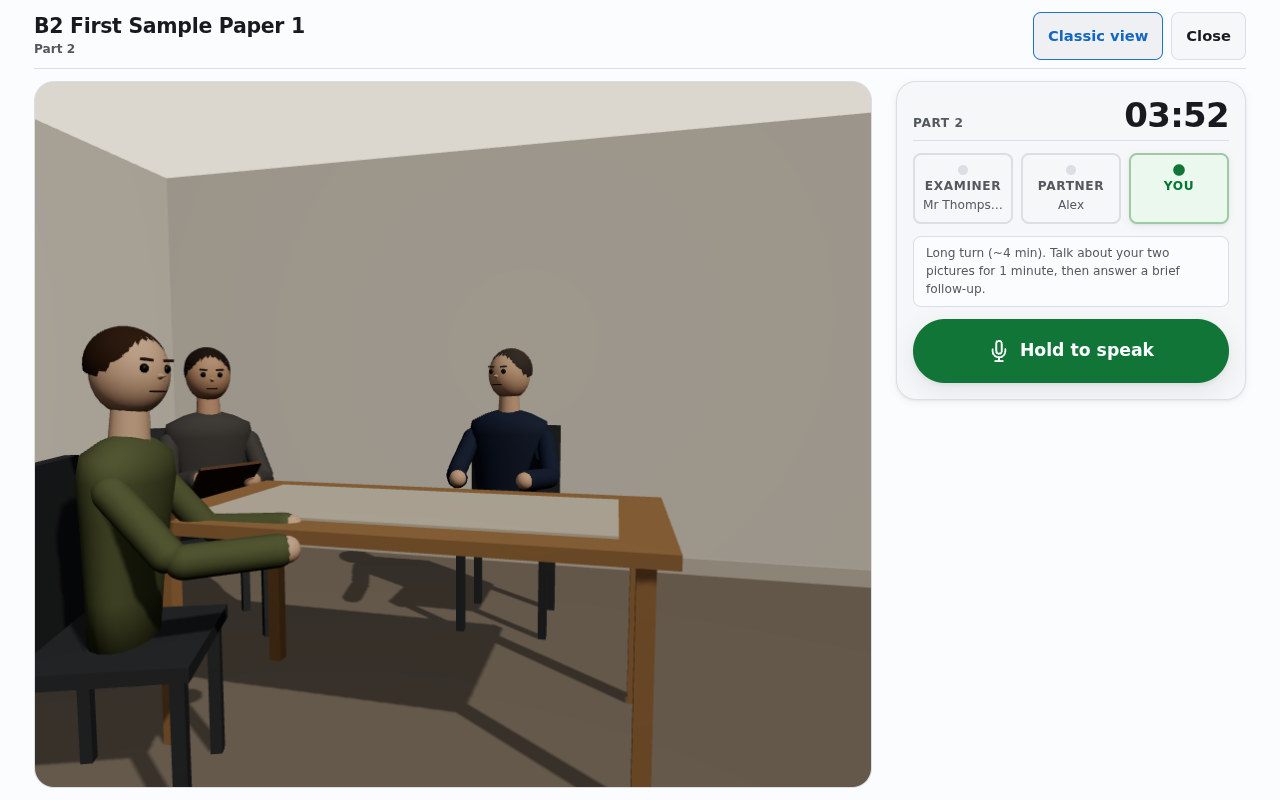 B2 First Sample Paper 1
Part 2
Classic view
Close
PART 2
03:52
EXAMINER
Mr Thomps...
PARTNER
Alex
YOU
Long turn (~4 min). Talk about your two
pictures for 1 minute, then answer a brief
follow-up.
Hold to speak